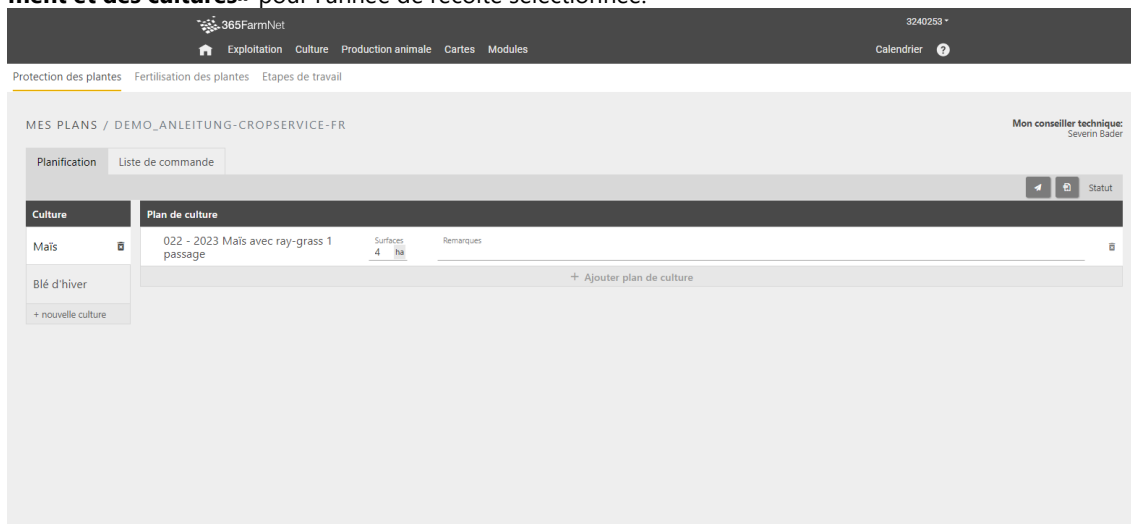 ment et des cultures» pour l'année de récolte sélectionnée.
365FarmNet
3240253
Exploitation Culture Production animale Cartes Modules
Calendrier ?
Protection des plantes Fertilisation des plantes Etapes de travail
MES PLANS / DEMO_ANLEITUNG-CROPSERVICE-FR
Mon conseiller technique:
Severin Bader
Planification Liste de commande
Statut
Culture Plan de culture
Maïs
022 - 2023 Maïs avec ray-grass 1
passage
Surfaces
4 ha
Remarques
+ Ajouter plan de culture
Blé d'hiver
+ nouvelle culture